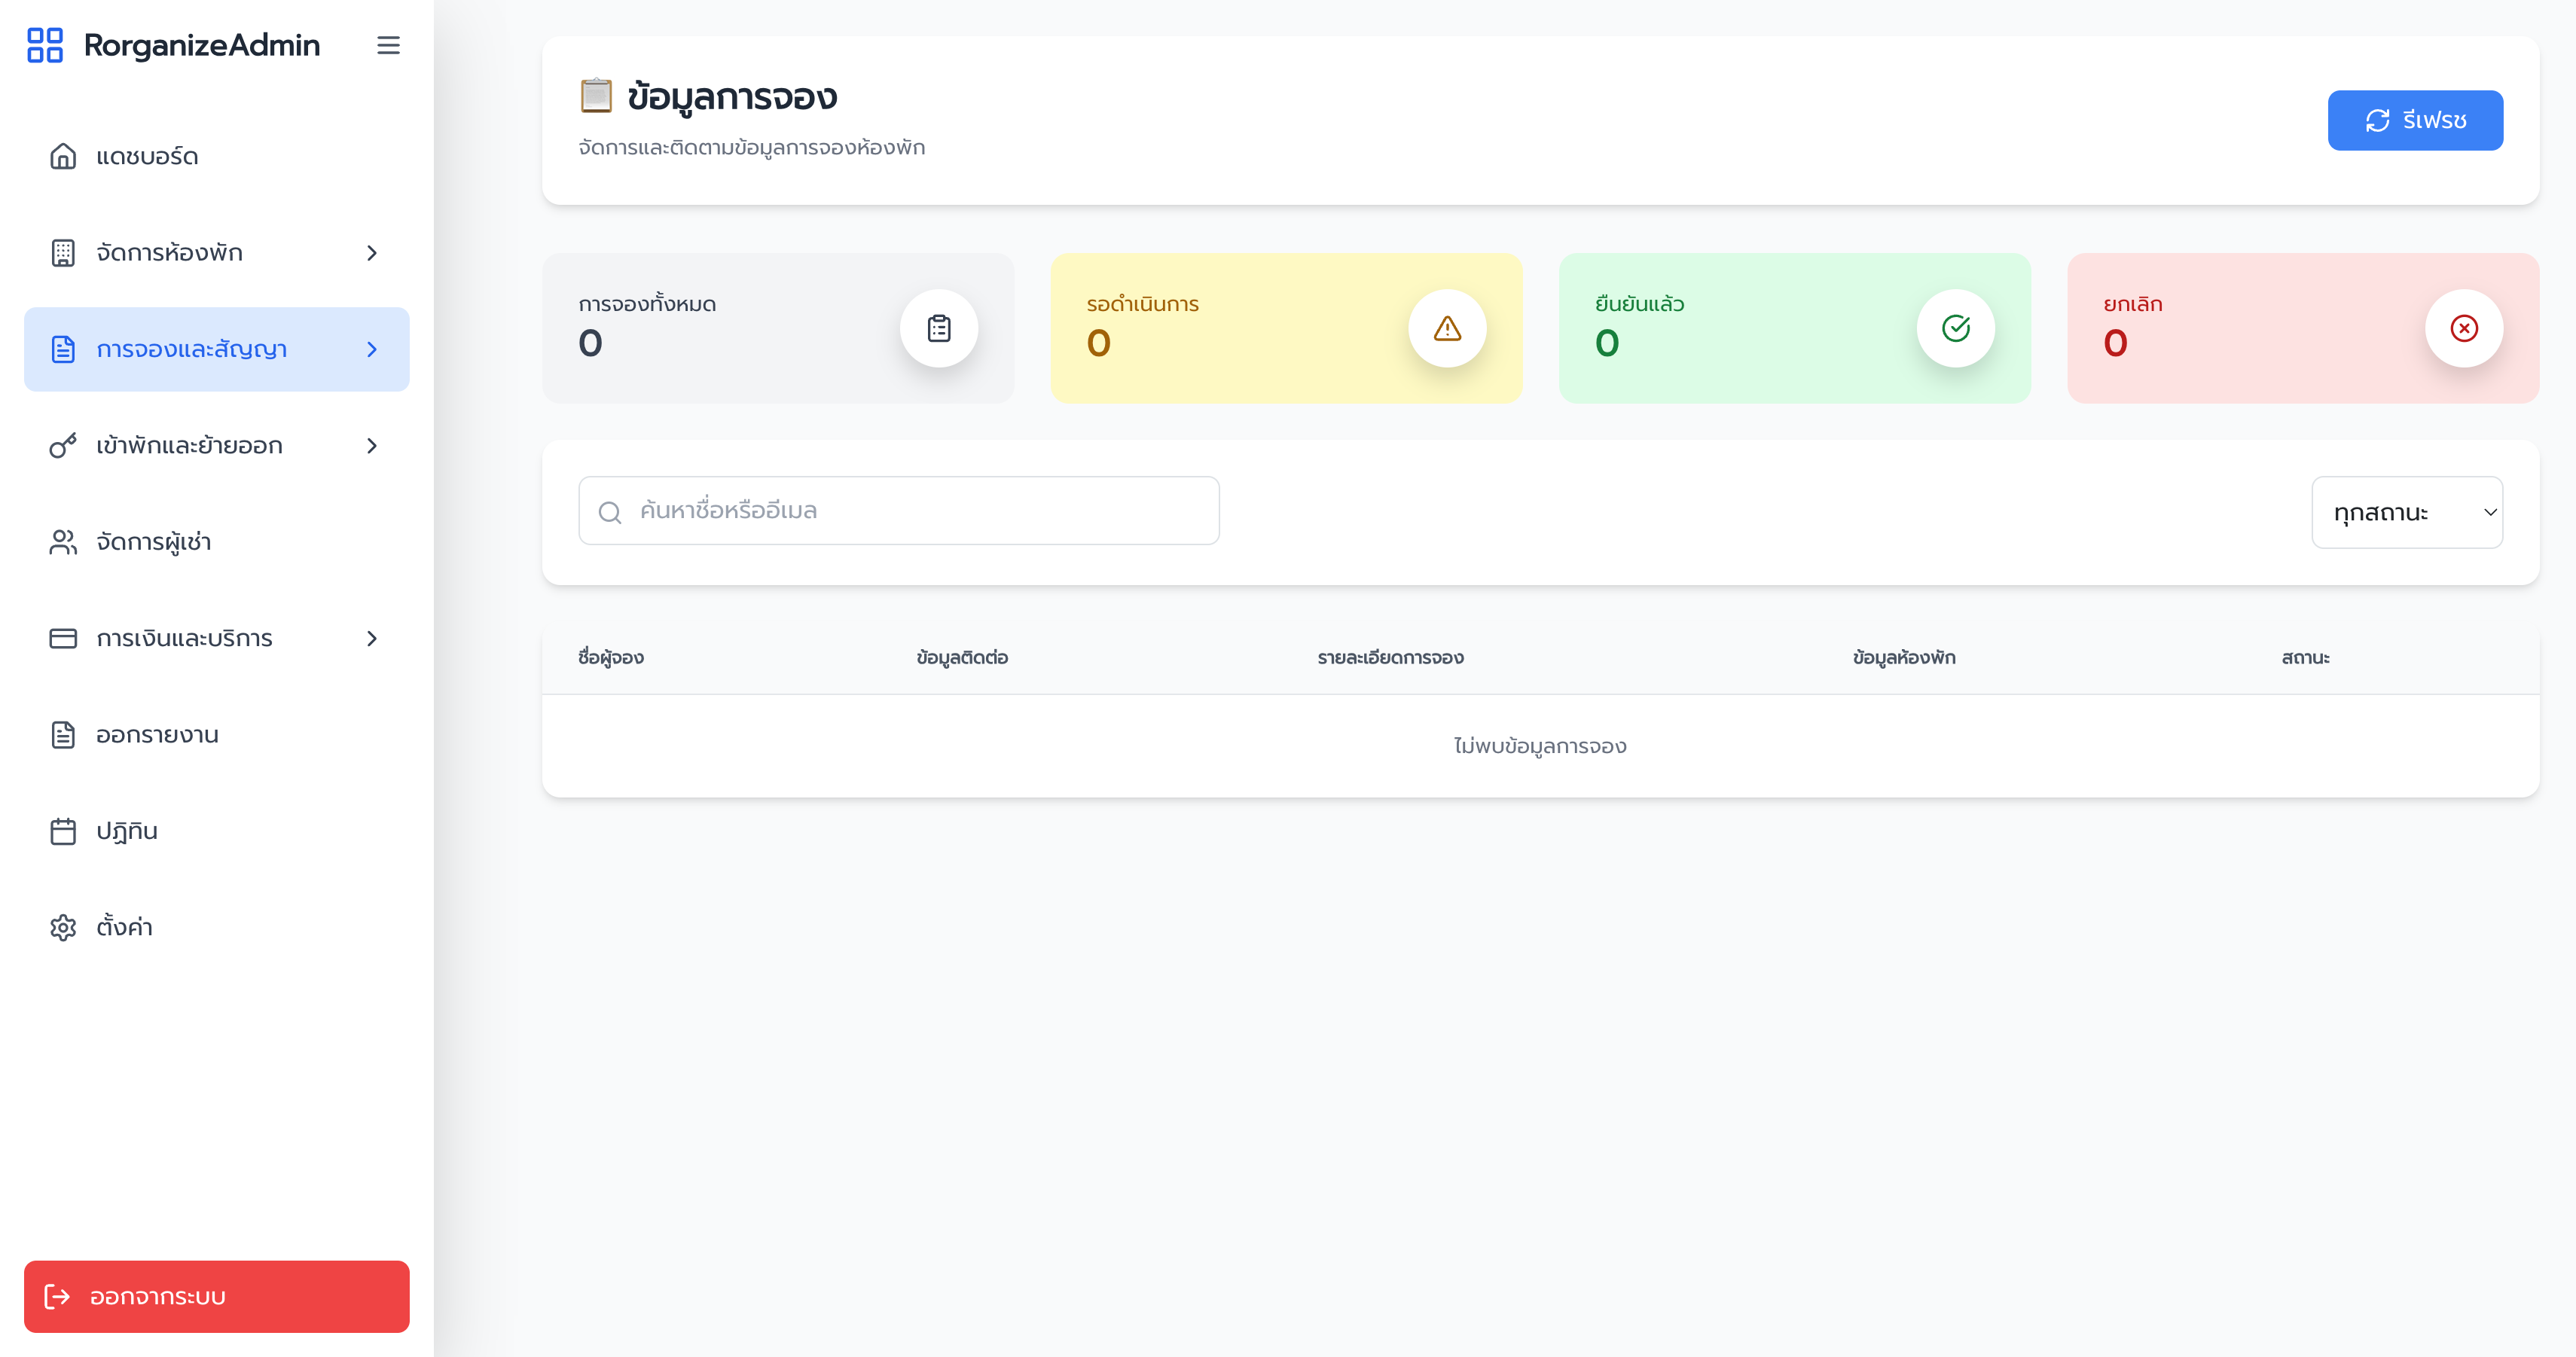 RorganizeAdmin
แดชบอร์ด
จัดการห้องพัก
การจองและสัญญา
เข้าพักและย้ายออก
จัดการผู้เช่า
การเงินและบริการ
ออกรายงาน
ปฏิทิน
ตั้งค่า
ออกจากระบบ
ข้อมูลการจอง
จัดการและติดตามข้อมูลการจองห้องพัก
รีเฟรช
การจองทั้งหมด
0
รอดำเนินการ
0
ยืนยันแล้ว
0
ยกเลิก
0
ค้นหาชื่อหรืออีเมล
ทุกสถานะ
ชื่อผู้จอง ข้อมูลติดต่อ รายละเอียดการจอง ข้อมูลห้องพัก สถานะ
ไม่พบข้อมูลการจอง